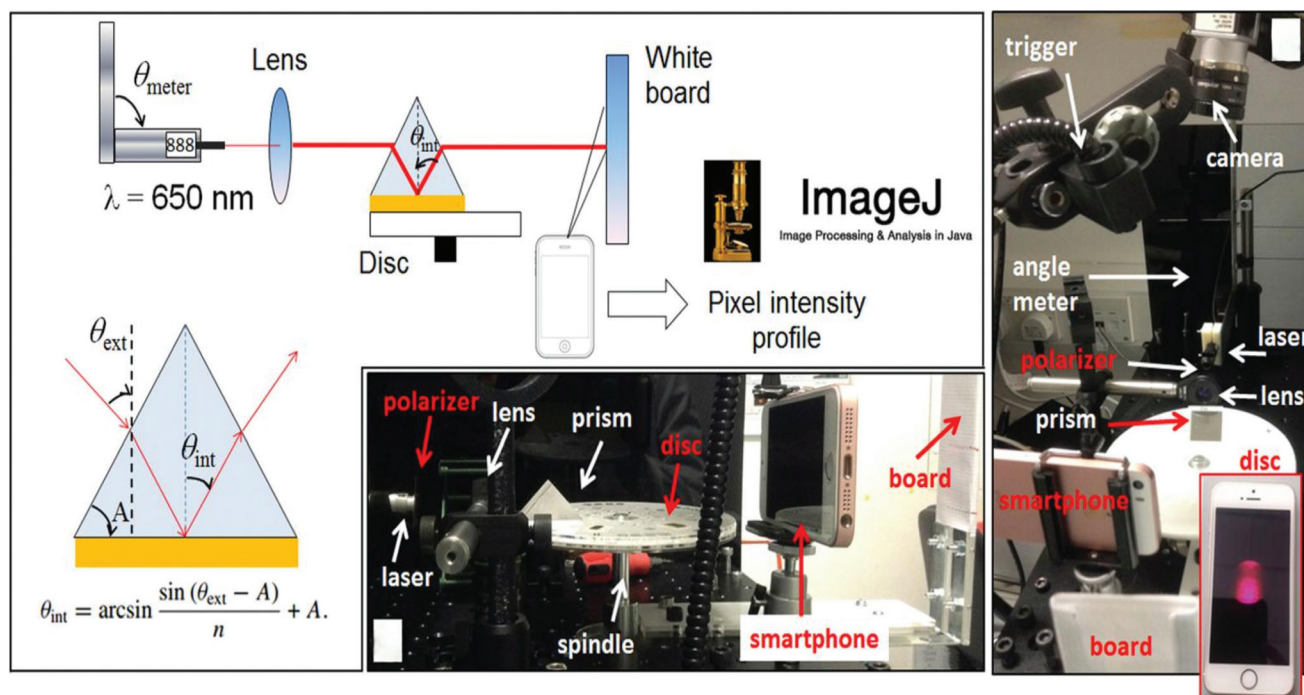 θmeter
888
λ = 650 nm
Lens
θint
Disc
White
board
ImageJ
Image Processing & Analysis in Java
Pixel intensity
profile
θext
θint
A
θint = arcsin sin (θext − A) / n + A.
polarizer
lens
prism
disc
board
laser
spindle
smartphone
trigger
camera
angle
meter
laser
polarizer
lens
prism
disc
smartphone
board